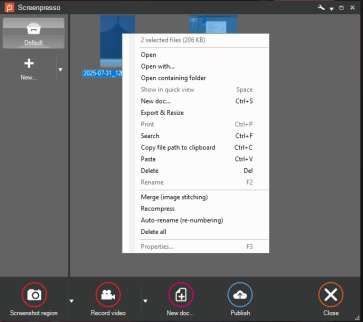 Screenpresso
Default
New...
2025-07-31_12
2 selected files (206 KB)
Open
Open with...
Open containing folder
Show in quick view Space
New doc... Ctrl+S
Export & Resize
Print Ctrl+P
Search Ctrl+F
Copy file path to clipboard Ctrl+C
Paste Ctrl+V
Delete Del
Rename F2
Merge (image stitching)
Recompress
Auto-rename (re-numbering)
Delete all
Properties... F3
Screenshot region
Record video
New doc...
Publish
Close